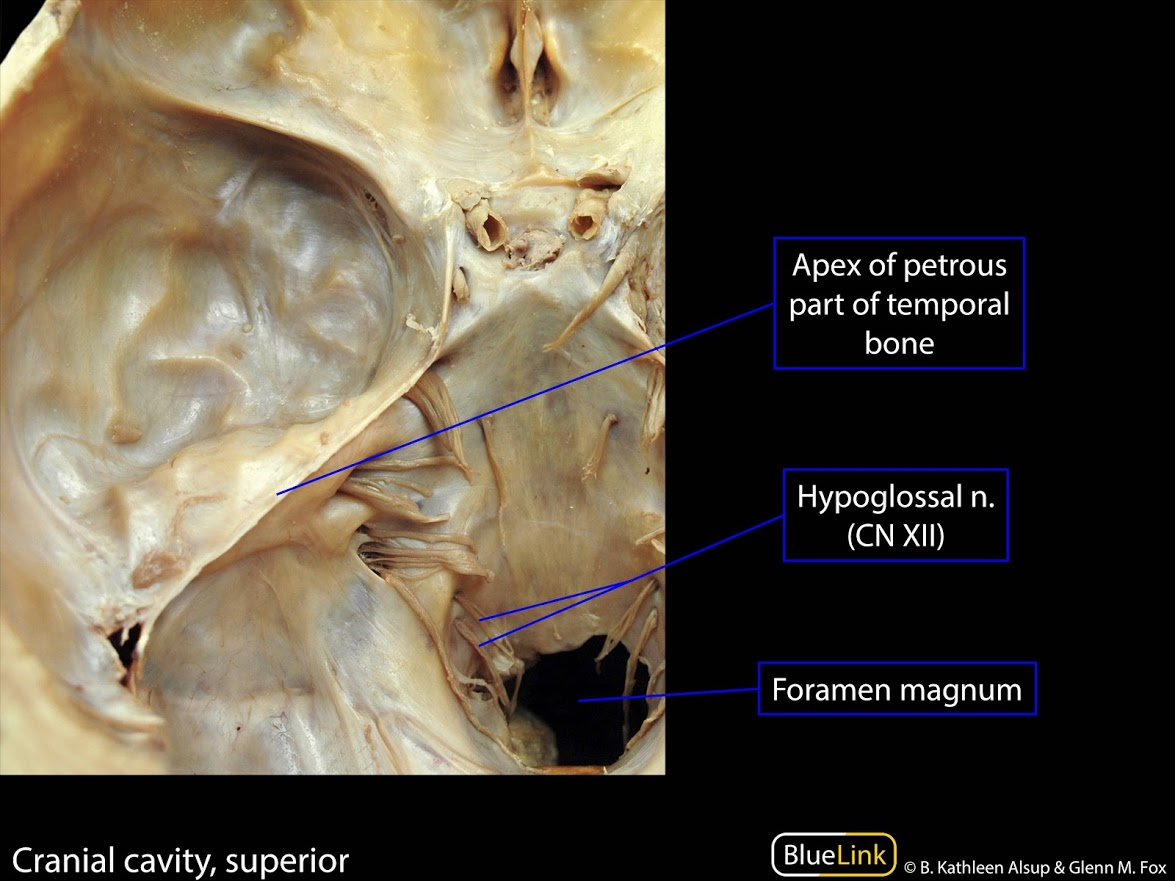 Apex of petrous
part of temporal
bone
Hypoglossal n.
(CN XII)
Foramen magnum
Cranial cavity, superior
BlueLink © B. Kathleen Alsup & Glenn M. Fox